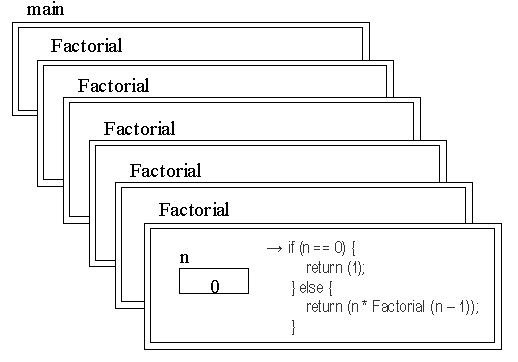 main
Factorial
Factorial
Factorial
Factorial
Factorial
n
0
→ if (n == 0) {
return (1);
} else {
return (n * Factorial (n – 1));
}